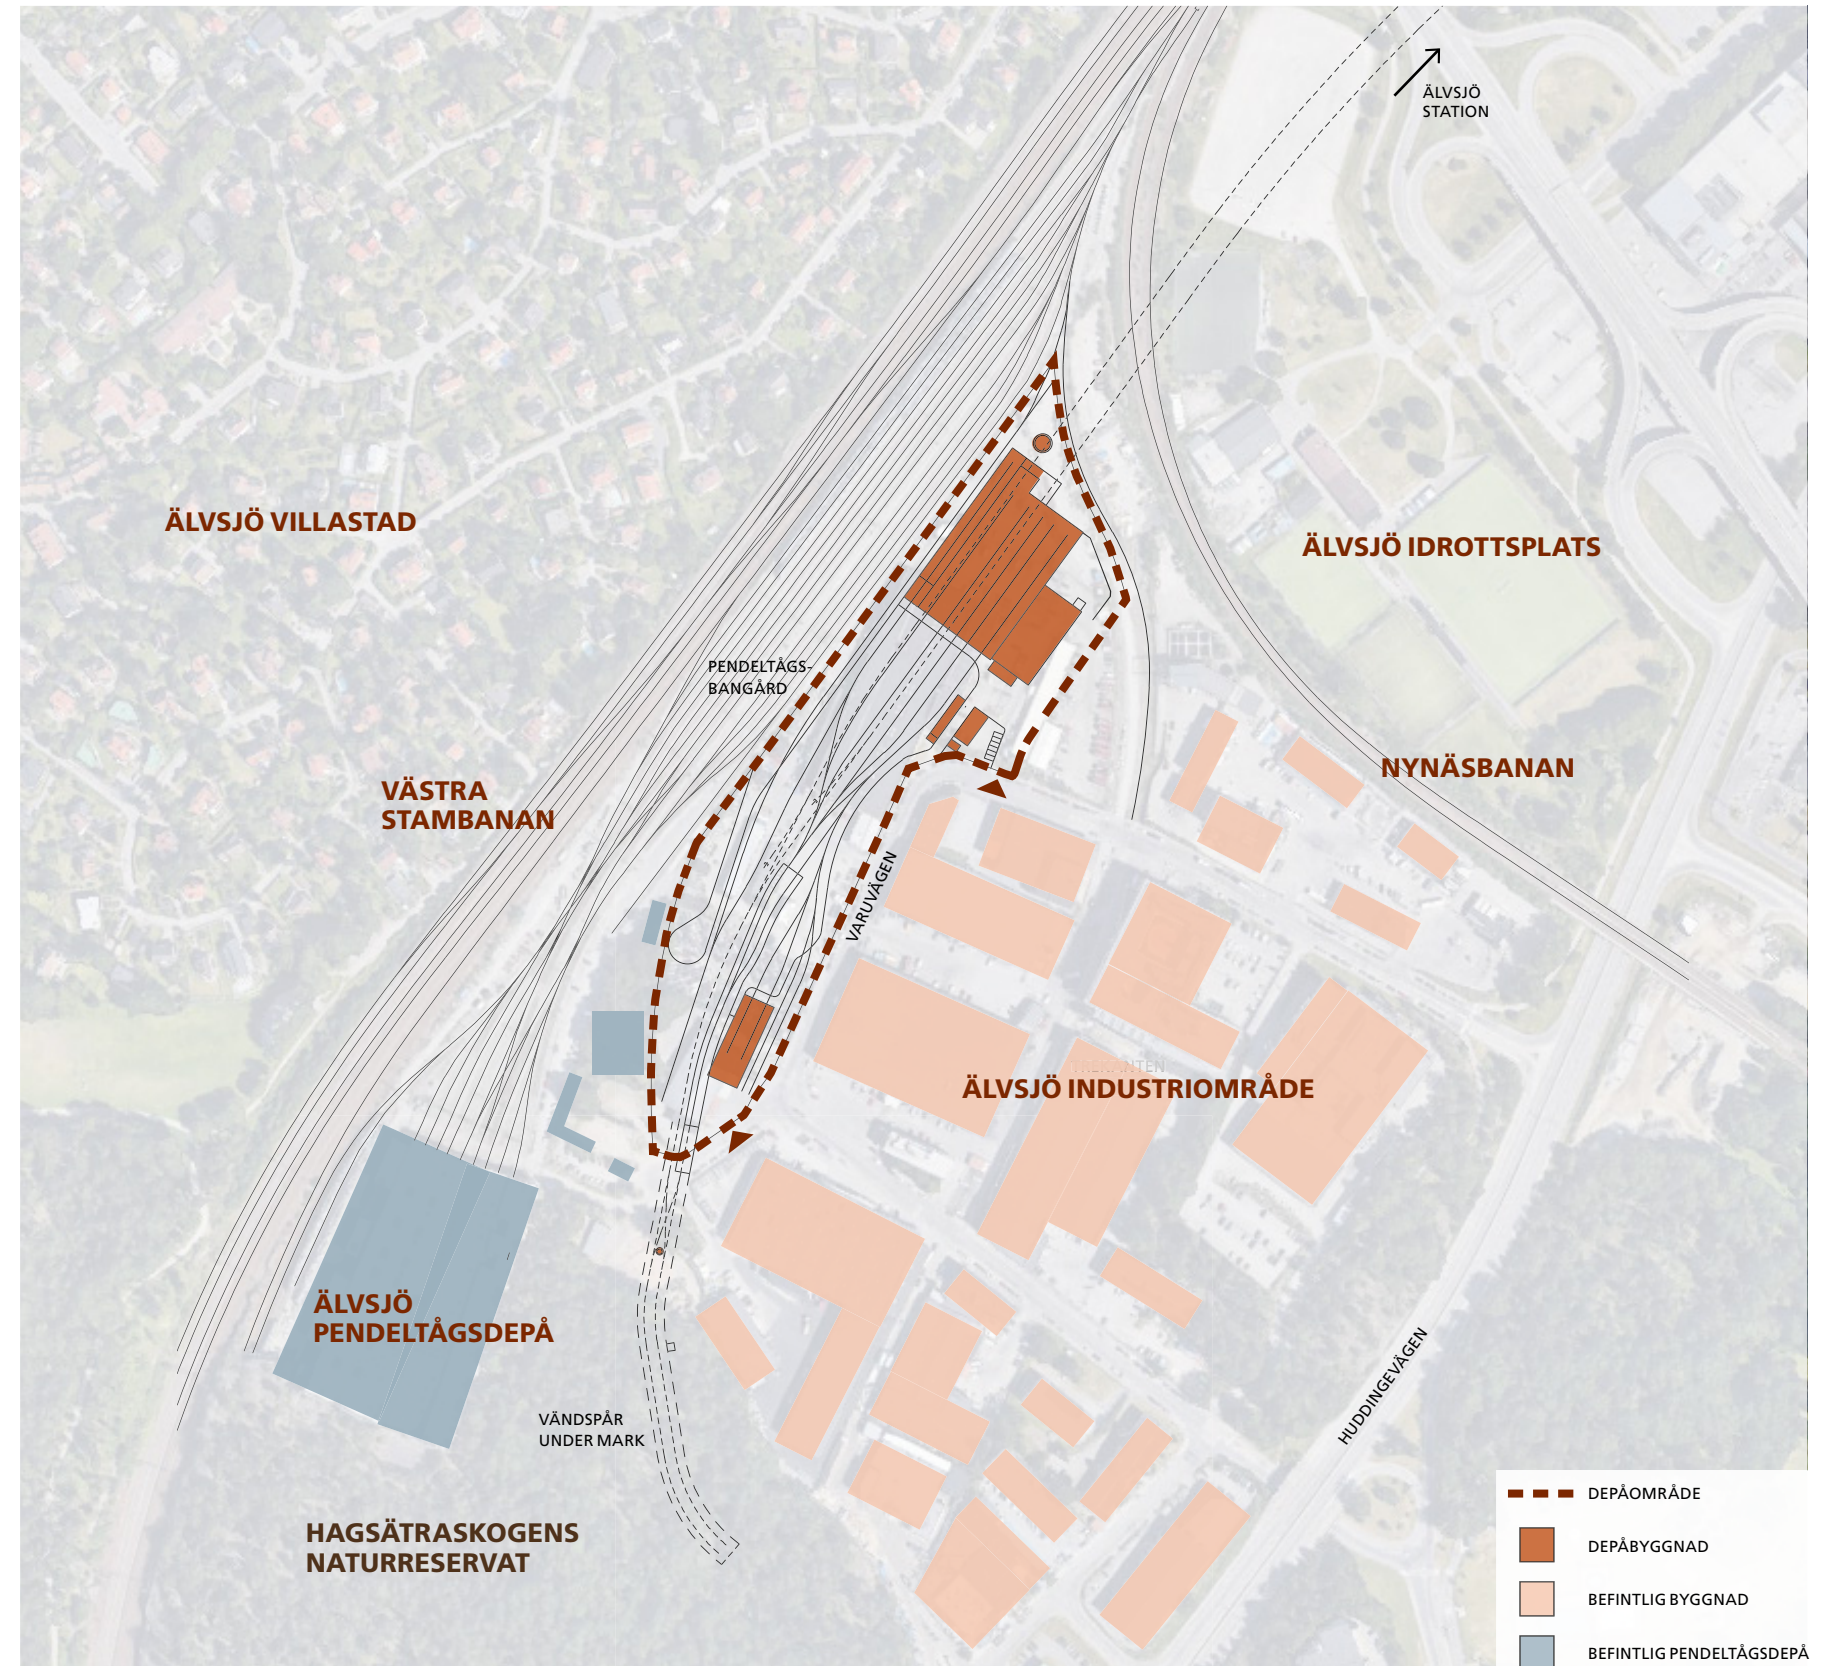 ÄLVSJÖ
STATION
ÄLVSJÖ VILLASTAD
ÄLVSJÖ IDROTTSPLATS
PENDELTÅGS-
BANGÅRD
NYNÄSBANAN
VÄSTRA
STAMBANAN
VARUVÄGEN
ÄLVSJÖ INDUSTRIOMRÅDE
ÄLVSJÖ
PENDELTÅGSDEPÅ
HUDDINGEVÄGEN
VÄNDSPÅR
UNDER MARK
HAGSÄTRASKOGENS
NATURRESERVAT
DEPÅOMRÅDE
DEPÅBYGGNAD
BEFINTLIG BYGGNAD
BEFINTLIG PENDELTÅGSDEPÅ